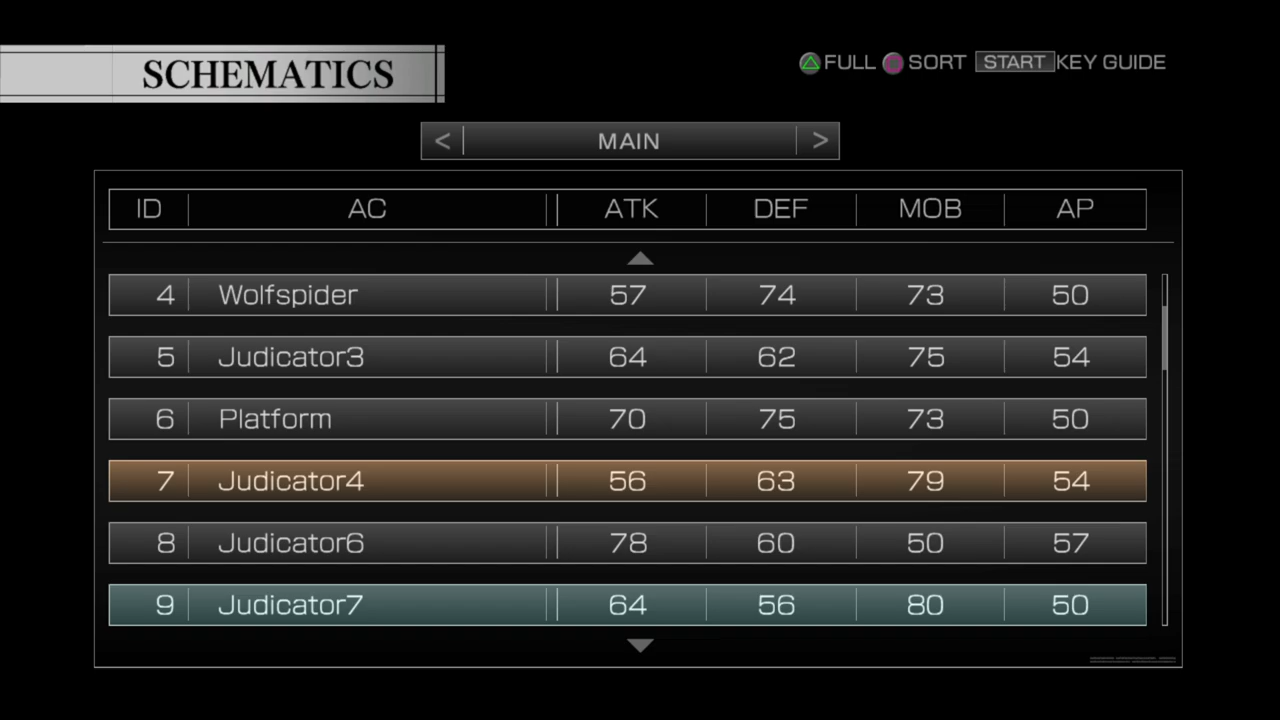 SCHEMATICS
FULL SORT START KEY GUIDE
< MAIN >
ID AC ATK DEF MOB AP
4 Wolfspider 57 74 73 50
5 Judicator3 64 62 75 54
6 Platform 70 75 73 50
7 Judicator4 56 63 79 54
8 Judicator6 78 60 50 57
9 Judicator7 64 56 80 50